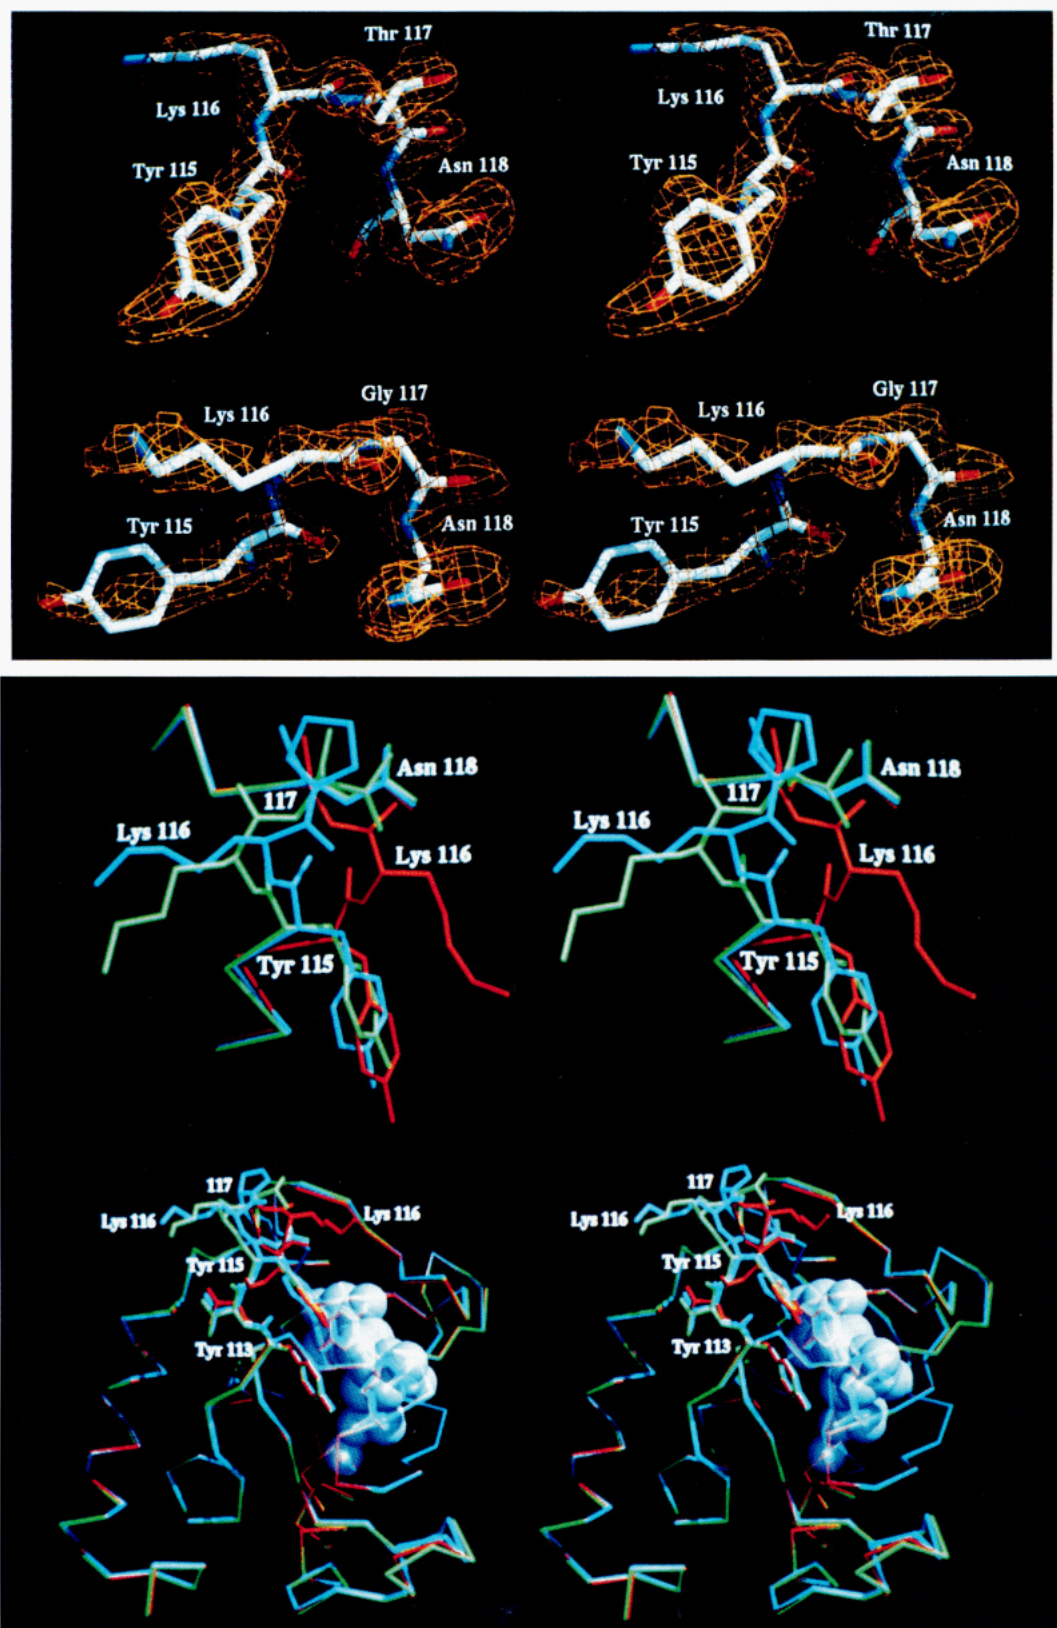 Thr 117 Thr 117
Lys 116 Lys 116
Tyr 115 Asn 118 Tyr 115 Asn 118
Gly 117 Gly 117
Lys 116 Lys 116
Tyr 115 Asn 118 Tyr 115 Asn 118
Asn 118 Asn 118
117 117
Lys 116 Lys 116
Lys 116 Lys 116
Tyr 115 Tyr 115
117 117
Lys 116 Lys 116 Lys 116 Lys 116
Tyr 115 Tyr 115
Tyr 113 Tyr 113